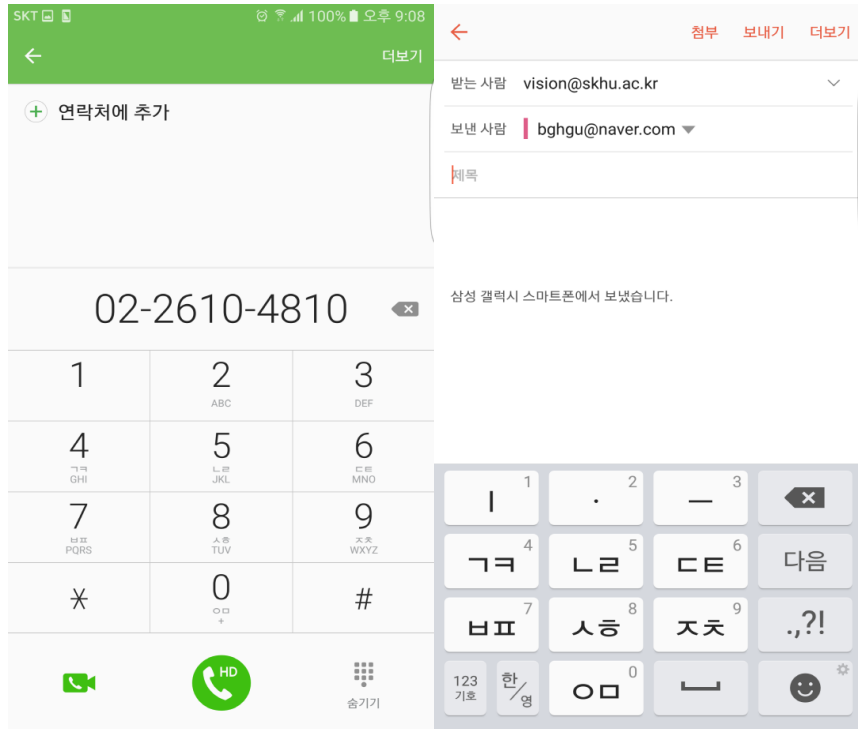 SKT 100% 오후 9:08
더보기
연락처에 추가
02-2610-4810
1
2
ABC
3
DEF
4
ㄱㅋ
GHI
5
ㄴㄹ
JKL
6
ㄷㅌ
MNO
7
ㅂㅍ
PQRS
8
ㅅㅎ
TUV
9
ㅈㅊ
WXYZ
*
0
ㅇㅁ
+
#
HD
숨기기
첨부 보내기 더보기
받는 사람 vision@skhu.ac.kr
보낸 사람 bghgu@naver.com
제목
삼성 갤럭시 스마트폰에서 보냈습니다.
ㅣ 1 · 2 ㅡ 3
ㄱㅋ 4 ㄴㄹ 5 ㄷㅌ 6 다음
ㅂㅍ 7 ㅅㅎ 8 ㅈㅊ 9 .,?!
123
기호
한/영 ㅇㅁ 0